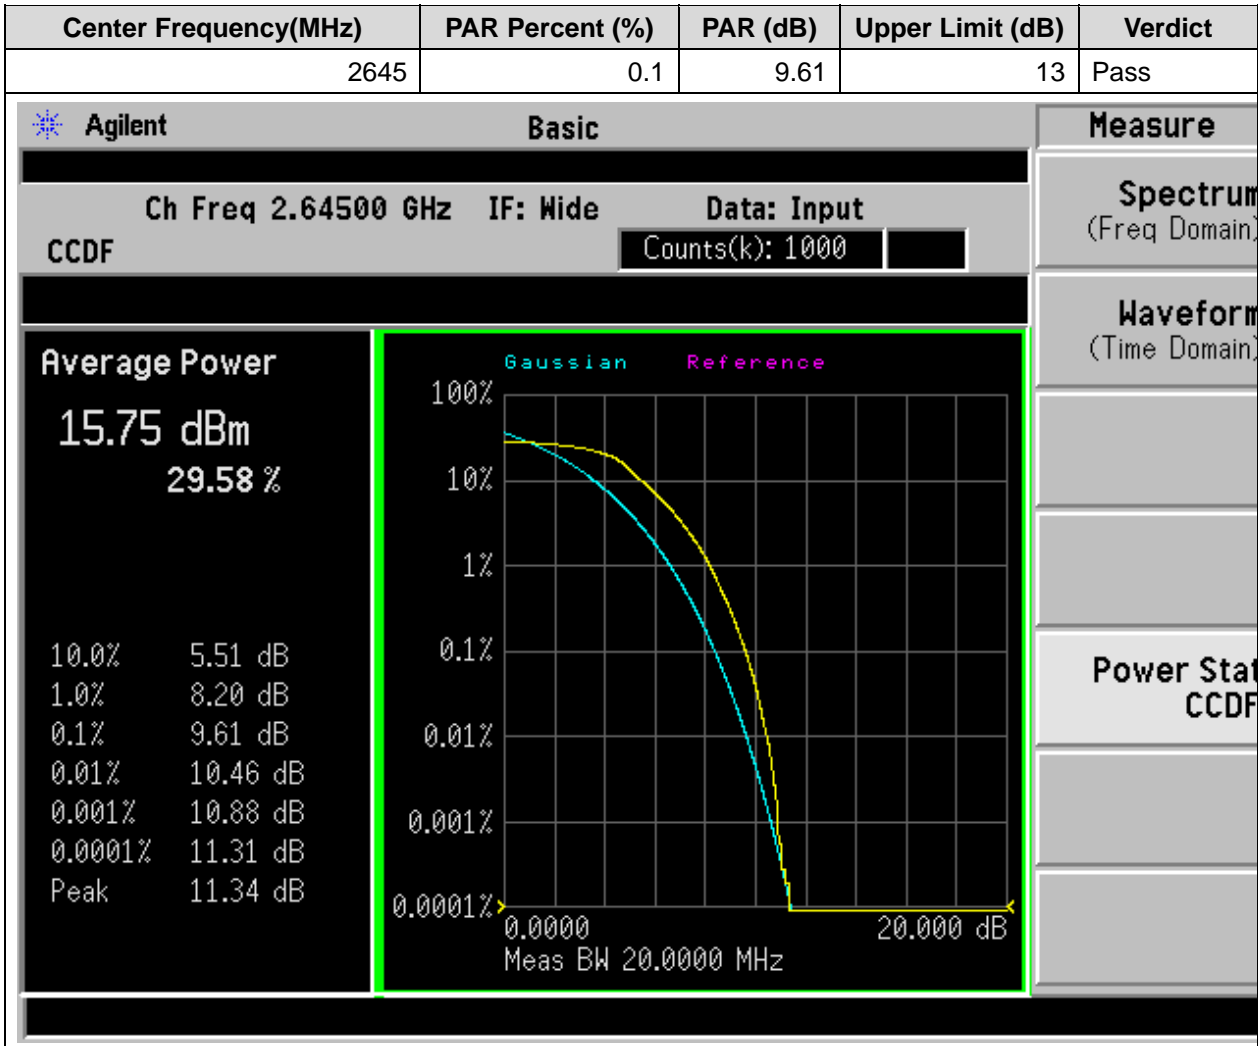 Center Frequency(MHz) PAR Percent (%) PAR (dB) Upper Limit (dB) Verdict
2645 0.1 9.61 13 Pass
Agilent Basic Measure
Ch Freq 2.64500 GHz IF: Wide Data: Input
CCDF Counts(k): 1000
Spectrum
(Freq Domain)
Waveform
(Time Domain)
Power Stat
CCDF
Average Power
15.75 dBm
29.58 %
10.0% 5.51 dB
1.0% 8.20 dB
0.1% 9.61 dB
0.01% 10.46 dB
0.001% 10.88 dB
0.0001% 11.31 dB
Peak 11.34 dB
Gaussian Reference
100%
10%
1%
0.1%
0.01%
0.001%
0.0001%
0.0000 20.000 dB
Meas BW 20.0000 MHz